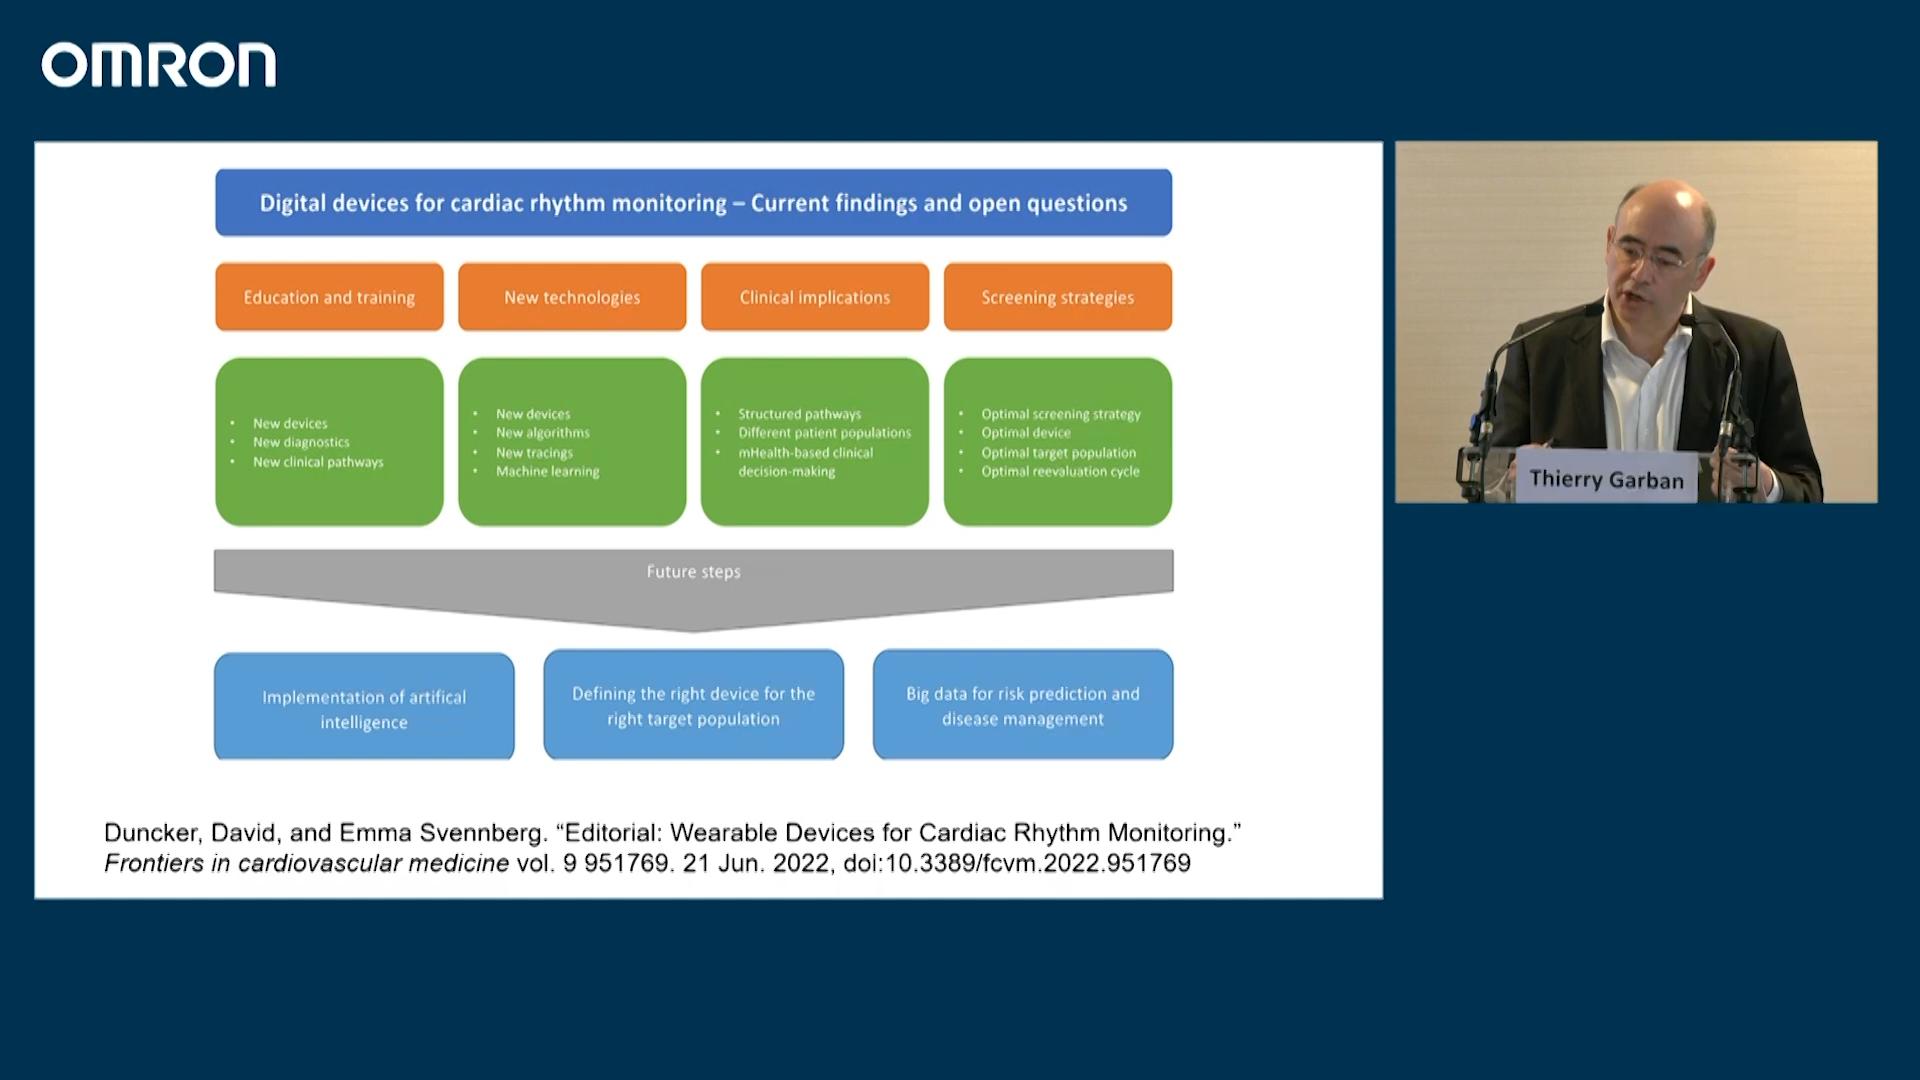 OMRON
Digital devices for cardiac rhythm monitoring – Current findings and open questions
Education and training
New technologies
Clinical implications
Screening strategies
• New devices
• New diagnostics
• New clinical pathways
• New devices
• New algorithms
• New tracings
• Machine learning
• Structured pathways
• Different patient populations
• mHealth-based clinical
decision-making
• Optimal screening strategy
• Optimal device
• Optimal target population
• Optimal reevaluation cycle
Future steps
Implementation of artifical
intelligence
Defining the right device for the
right target population
Big data for risk prediction and
disease management
Duncker, David, and Emma Svennberg. “Editorial: Wearable Devices for Cardiac Rhythm Monitoring.”
Frontiers in cardiovascular medicine vol. 9 951769. 21 Jun. 2022, doi:10.3389/fcvm.2022.951769
Thierry Garban